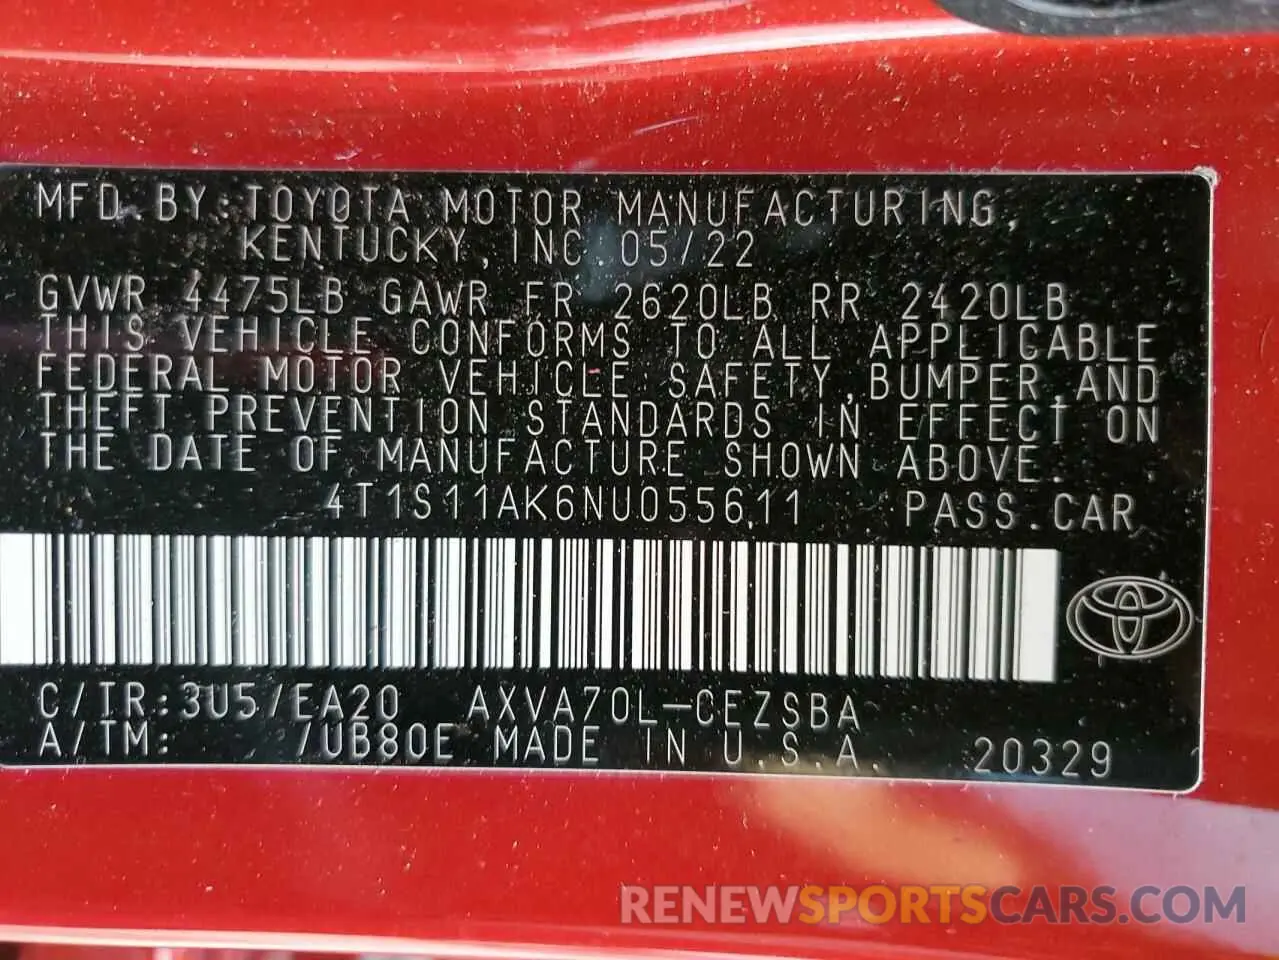 MFD. BY: TOYOTA MOTOR MANUFACTURING,
KENTUCKY, INC. 05/22
GVWR 4475LB GAWR FR 2620LB RR 2420LB
THIS VEHICLE CONFORMS TO ALL APPLICABLE
FEDERAL MOTOR VEHICLE SAFETY, BUMPER, AND
THEFT PREVENTION STANDARDS IN EFFECT ON
THE DATE OF MANUFACTURE SHOWN ABOVE.
4T1S11AK6NU055611 PASS. CAR
C/TR: 3U5/EA20 AXVA70L-CEZSBA
A/TM: /UB80E MADE IN U.S.A. 20329
RENEWSPORTSCARS.COM